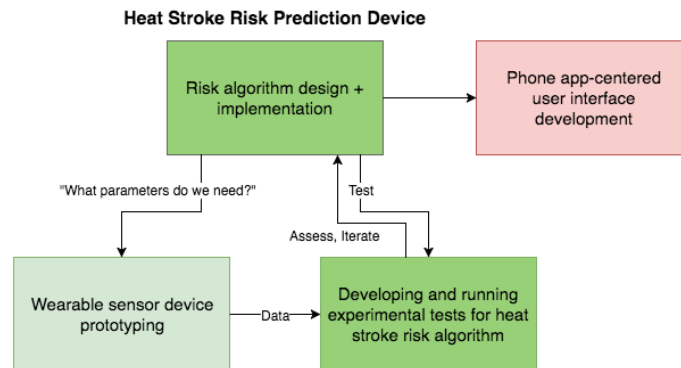 Heat Stroke Risk Prediction Device
Risk algorithm design +
implementation
Phone app-centered
user interface
development
"What parameters do we need?"
Test
Assess, Iterate
Wearable sensor device
prototyping
Data
Developing and running
experimental tests for heat
stroke risk algorithm